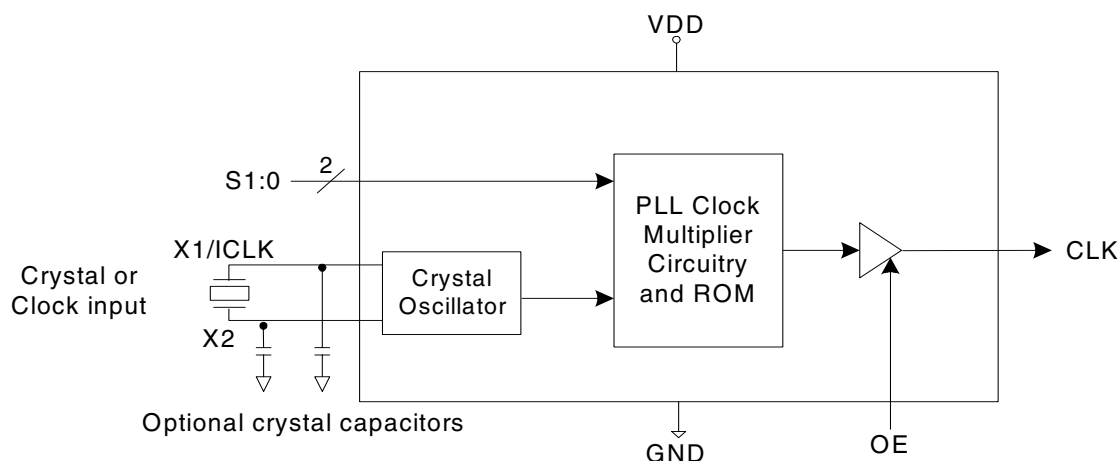 VDD
2
S1:0
PLL Clock
Multiplier
Circuitry
and ROM
X1/ICLK
CLK
Crystal or
Clock input
Crystal
Oscillator
X2
Optional crystal capacitors
GND
OE